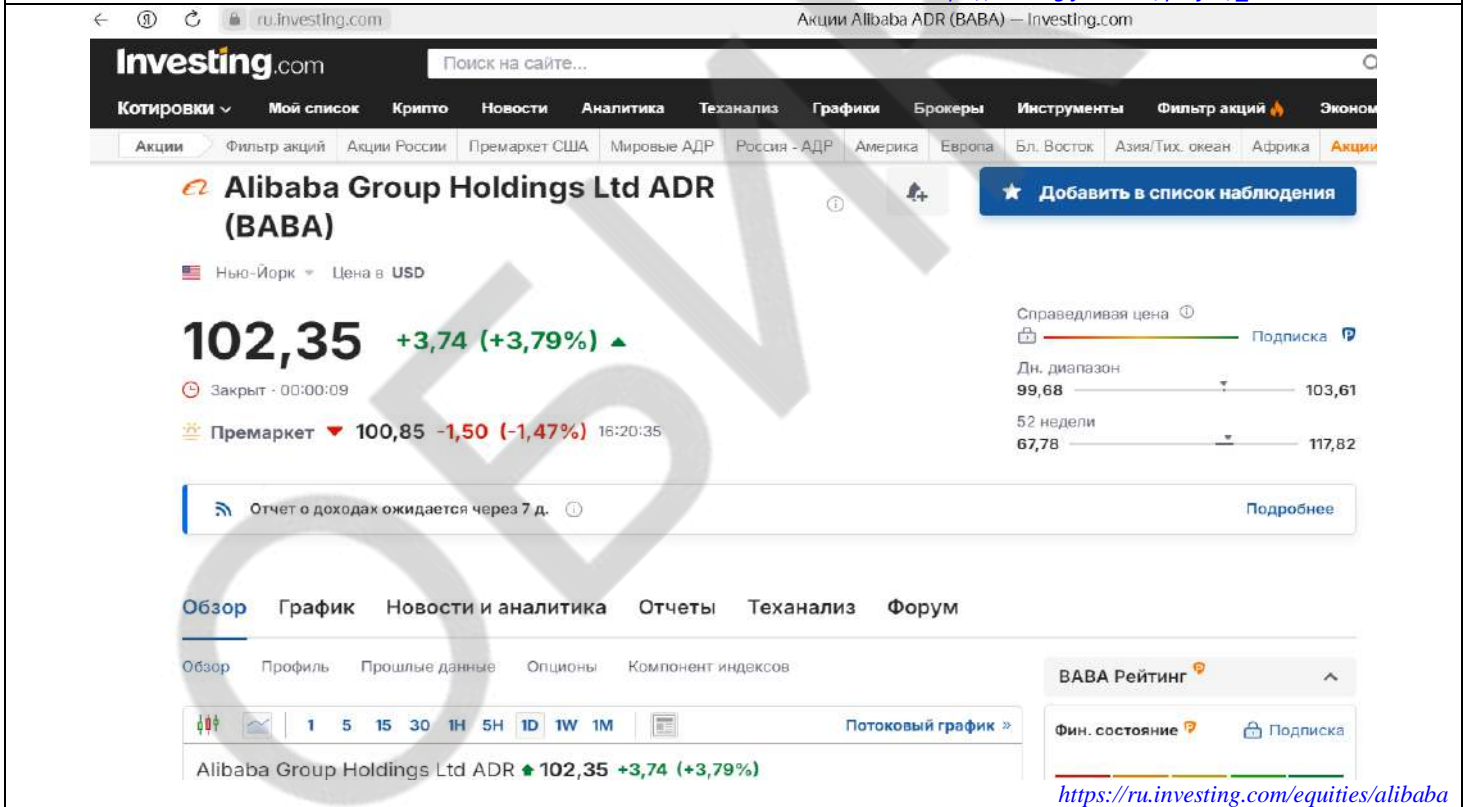 ru.investing.com
Акции Alibaba ADR (BABA) — Investing.com
Investing.com
Поиск на сайте...
Котировки Мой список Крипто Новости Аналитика Теханализ Графики Брокеры Инструменты Фильтр акций Эконом
Акции Фильтр акций Акции России Премаркет США Мировые АДР Россия - АДР Америка Европа Бл. Восток Азия/Тих. океан Африка Акции
Alibaba Group Holdings Ltd ADR
(BABA)
Добавить в список наблюдения
Нью-Йорк Цена в USD
102,35 +3,74 (+3,79%)
Закрыт · 00:00:09
Премаркет 100,85 -1,50 (-1,47%) 16:20:35
Справедливая цена
Подписка
Дн. диапазон
99,68 103,61
52 недели
67,78 117,82
Отчет о доходах ожидается через 7 д.
Подробнее
Обзор График Новости и аналитика Отчеты Теханализ Форум
Обзор Профиль Прошлые данные Опционы Компонент индексов
1 5 15 30 1H 5H 1D 1W 1M
Потоковый график »
Alibaba Group Holdings Ltd ADR 102,35 +3,74 (+3,79%)
BABA Рейтинг
Фин. состояние Подписка
https://ru.investing.com/equities/alibaba
ОБИК